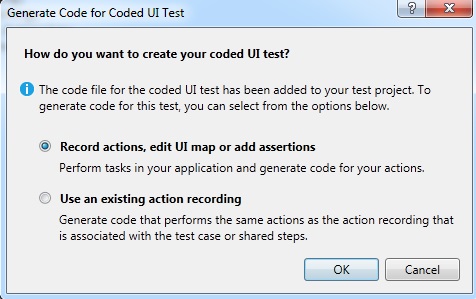 Generate Code for Coded UI Test
How do you want to create your coded UI test?
The code file for the coded UI test has been added to your test project. To
generate code for this test, you can select from the options below.
Record actions, edit UI map or add assertions
Perform tasks in your application and generate code for your actions.
Use an existing action recording
Generate code that performs the same actions as the action recording that
is associated with the test case or shared steps.
OK Cancel